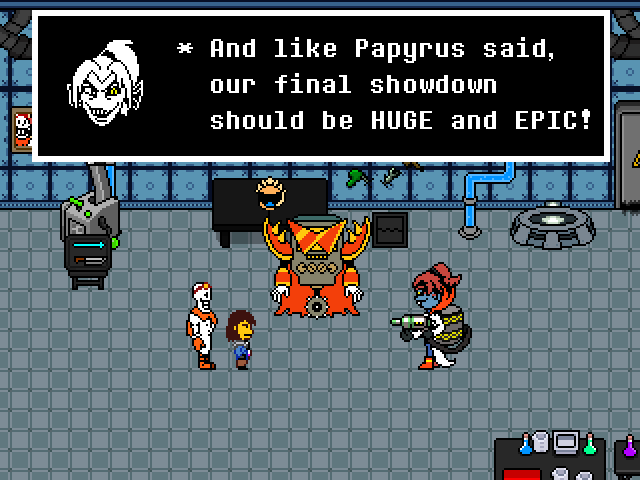 * And like Papyrus said,
our final showdown
should be HUGE and EPIC!